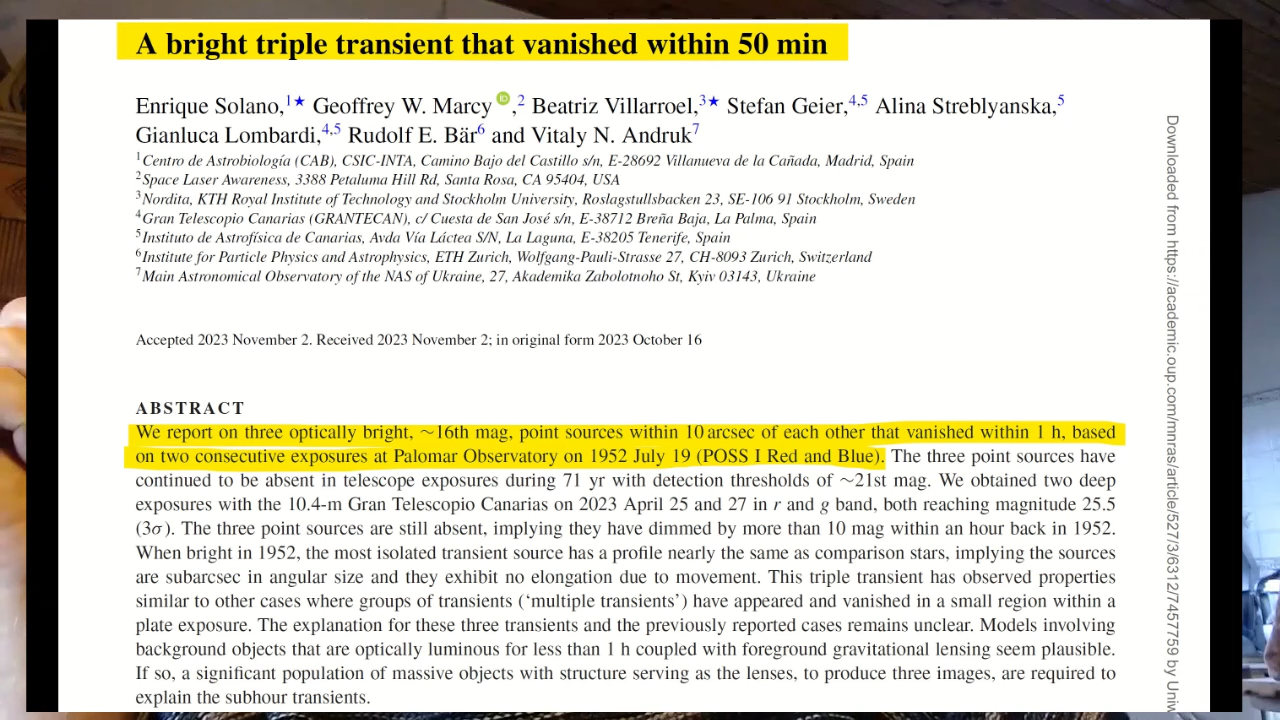 A bright triple transient that vanished within 50 min
Enrique Solano,1★ Geoffrey W. Marcy,2 Beatriz Villarroel,3★ Stefan Geier,4,5 Alina Streblyanska,5
Gianluca Lombardi,4,5 Rudolf E. Bär6 and Vitaly N. Andruk7
1Centro de Astrobiología (CAB), CSIC-INTA, Camino Bajo del Castillo s/n, E-28692 Villanueva de la Cañada, Madrid, Spain
2Space Laser Awareness, 3388 Petaluma Hill Rd, Santa Rosa, CA 95404, USA
3Nordita, KTH Royal Institute of Technology and Stockholm University, Roslagstullsbacken 23, SE-106 91 Stockholm, Sweden
4Gran Telescopio Canarias (GRANTECAN), c/ Cuesta de San José s/n, E-38712 Breña Baja, La Palma, Spain
5Instituto de Astrofísica de Canarias, Avda Vía Láctea S/N, La Laguna, E-38205 Tenerife, Spain
6Institute for Particle Physics and Astrophysics, ETH Zurich, Wolfgang-Pauli-Strasse 27, CH-8093 Zurich, Switzerland
7Main Astronomical Observatory of the NAS of Ukraine, 27, Akademika Zabolotnoho St, Kyiv 03143, Ukraine
Accepted 2023 November 2. Received 2023 November 2; in original form 2023 October 16
ABSTRACT
We report on three optically bright, ~16th mag, point sources within 10 arcsec of each other that vanished within 1 h, based
on two consecutive exposures at Palomar Observatory on 1952 July 19 (POSS I Red and Blue). The three point sources have
continued to be absent in telescope exposures during 71 yr with detection thresholds of ~21st mag. We obtained two deep
exposures with the 10.4-m Gran Telescopio Canarias on 2023 April 25 and 27 in r and g band, both reaching magnitude 25.5
(3σ). The three point sources are still absent, implying they have dimmed by more than 10 mag within an hour back in 1952.
When bright in 1952, the most isolated transient source has a profile nearly the same as comparison stars, implying the sources
are subarcsec in angular size and they exhibit no elongation due to movement. This triple transient has observed properties
similar to other cases where groups of transients ('multiple transients') have appeared and vanished in a small region within a
plate exposure. The explanation for these three transients and the previously reported cases remains unclear. Models involving
background objects that are optically luminous for less than 1 h coupled with foreground gravitational lensing seem plausible.
If so, a significant population of massive objects with structure serving as the lenses, to produce three images, are required to
explain the subhour transients.
Downloaded from https://academic.oup.com/mnras/article/527/3/6312/7457759 by